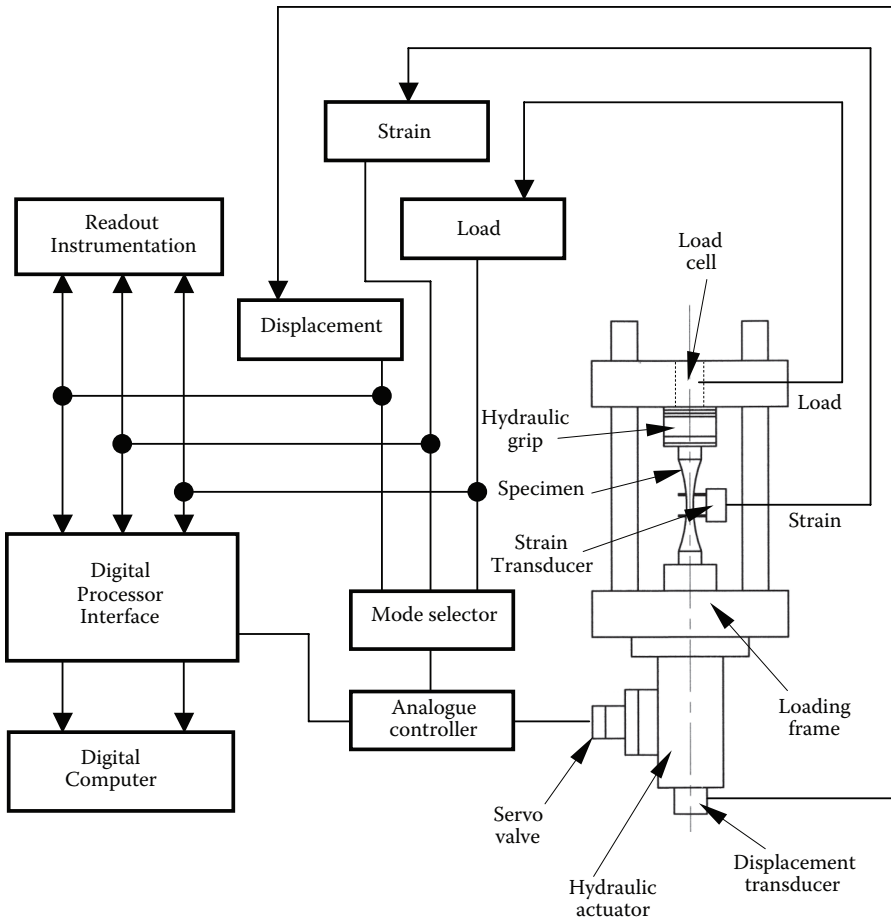 Strain
Readout
Instrumentation
Load
Load
cell
Displacement
Load
Hydraulic
grip
Specimen
Strain
Strain
Transducer
Digital
Processor
Interface
Mode selector
Analogue
controller
Loading
frame
Digital
Computer
Servo
valve
Displacement
transducer
Hydraulic
actuator